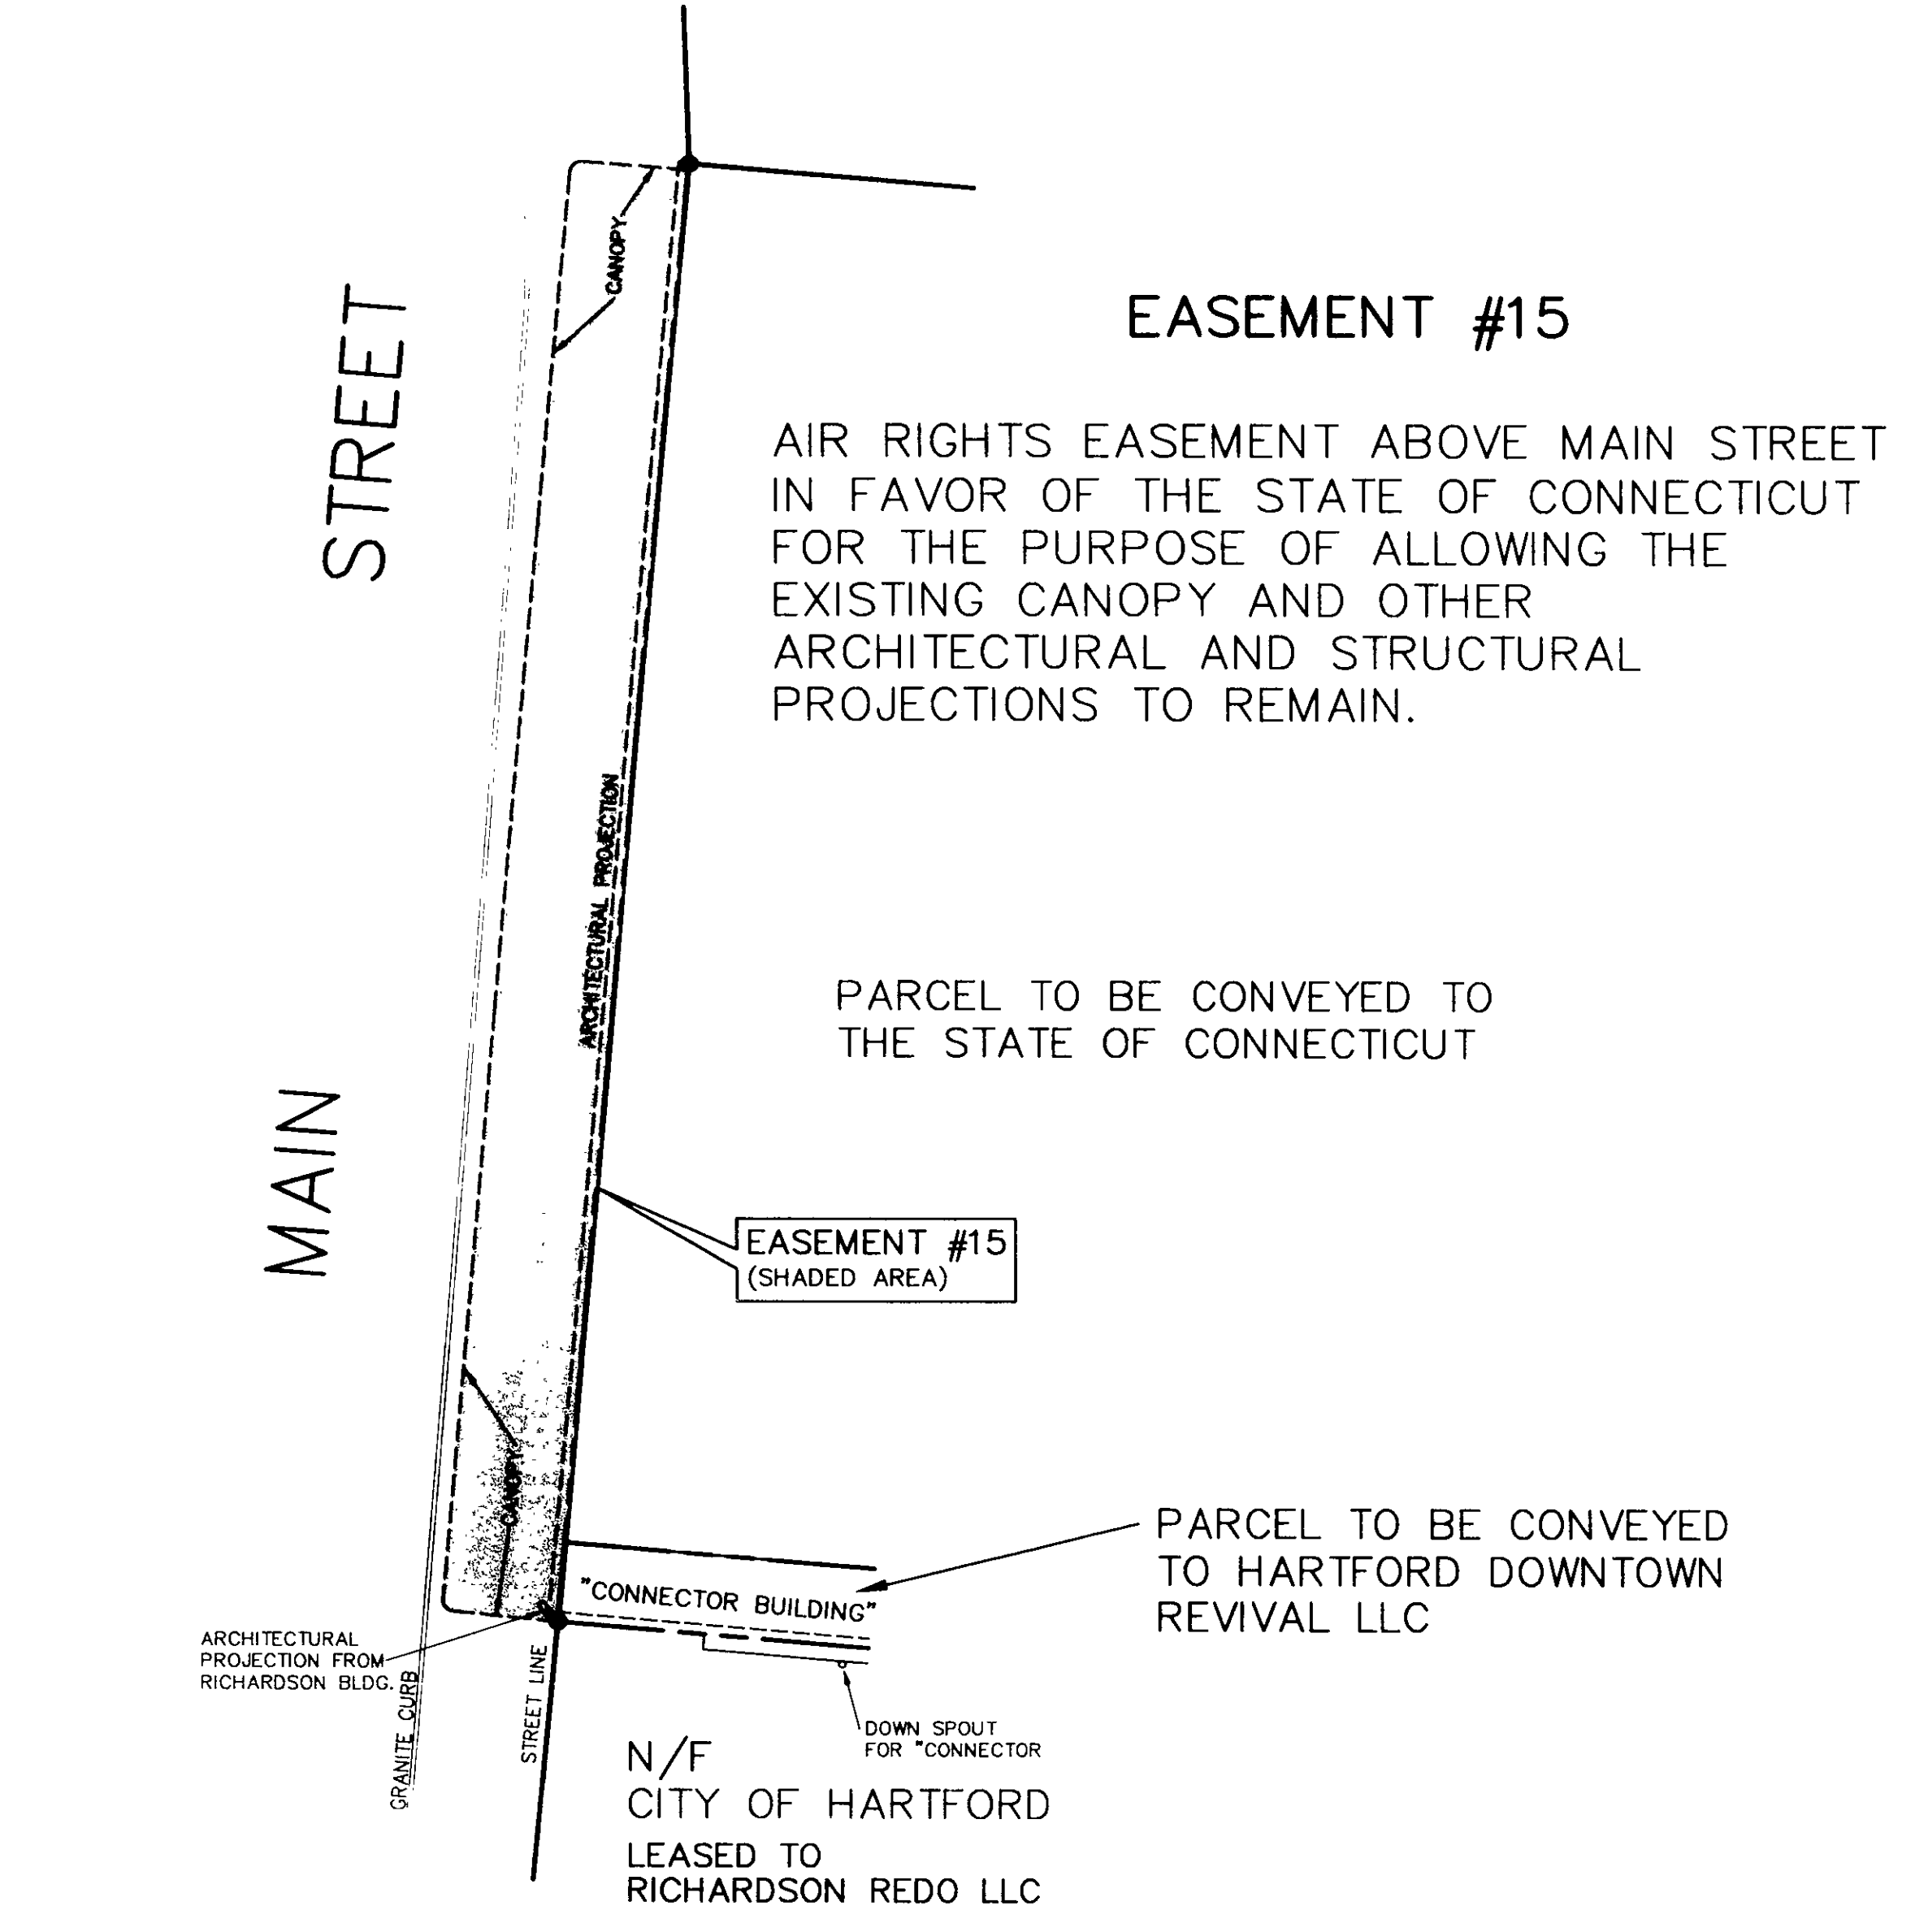 CANOPY
STREET
EASEMENT #15
AIR RIGHTS EASEMENT ABOVE MAIN STREET
IN FAVOR OF THE STATE OF CONNECTICUT
FOR THE PURPOSE OF ALLOWING THE
EXISTING CANOPY AND OTHER
ARCHITECTURAL AND STRUCTURAL
PROJECTIONS TO REMAIN.
ARCHITECTURAL PROJECTION
PARCEL TO BE CONVEYED TO
THE STATE OF CONNECTICUT
MAIN
EASEMENT #15
(SHADED AREA)
CANOPY
PARCEL TO BE CONVEYED
TO HARTFORD DOWNTOWN
REVIVAL LLC
"CONNECTOR BUILDING"
ARCHITECTURAL
PROJECTION FROM
RICHARDSON BLDG.
GRANITE CURB
STREET LINE
DOWN SPOUT
FOR "CONNECTOR
N/F
CITY OF HARTFORD
LEASED TO
RICHARDSON REDO LLC